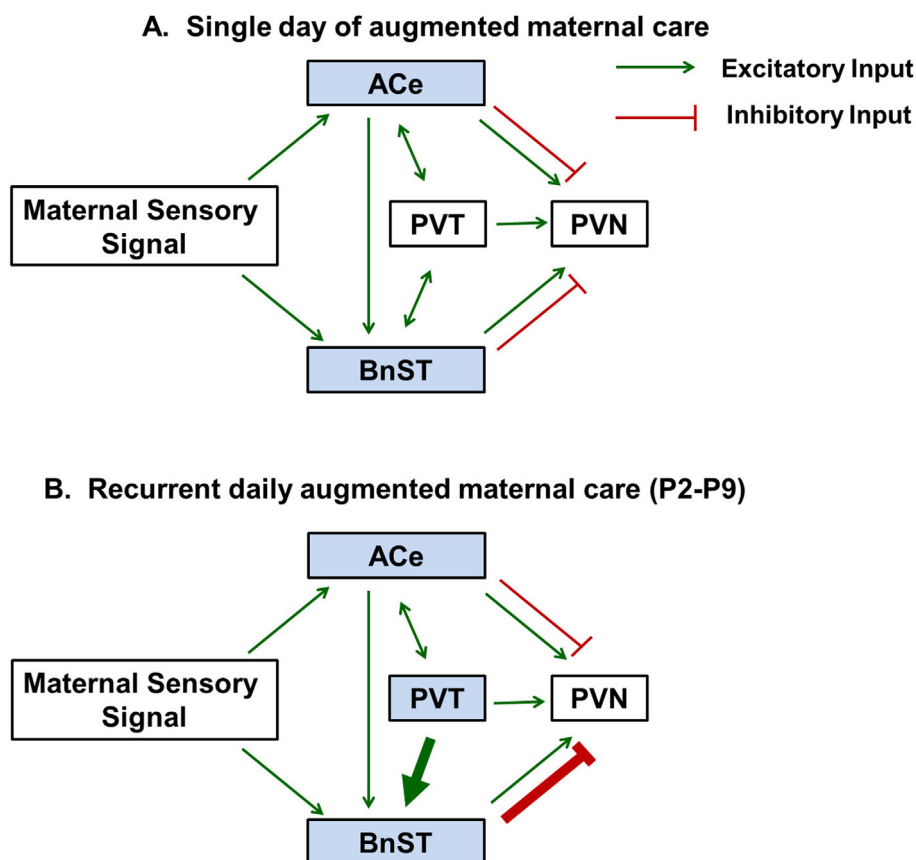 A. Single day of augmented maternal care
Excitatory Input
Inhibitory Input
ACe
Maternal Sensory
Signal
PVT
PVN
BnST
B. Recurrent daily augmented maternal care (P2-P9)
ACe
Maternal Sensory
Signal
PVT
PVN
BnST